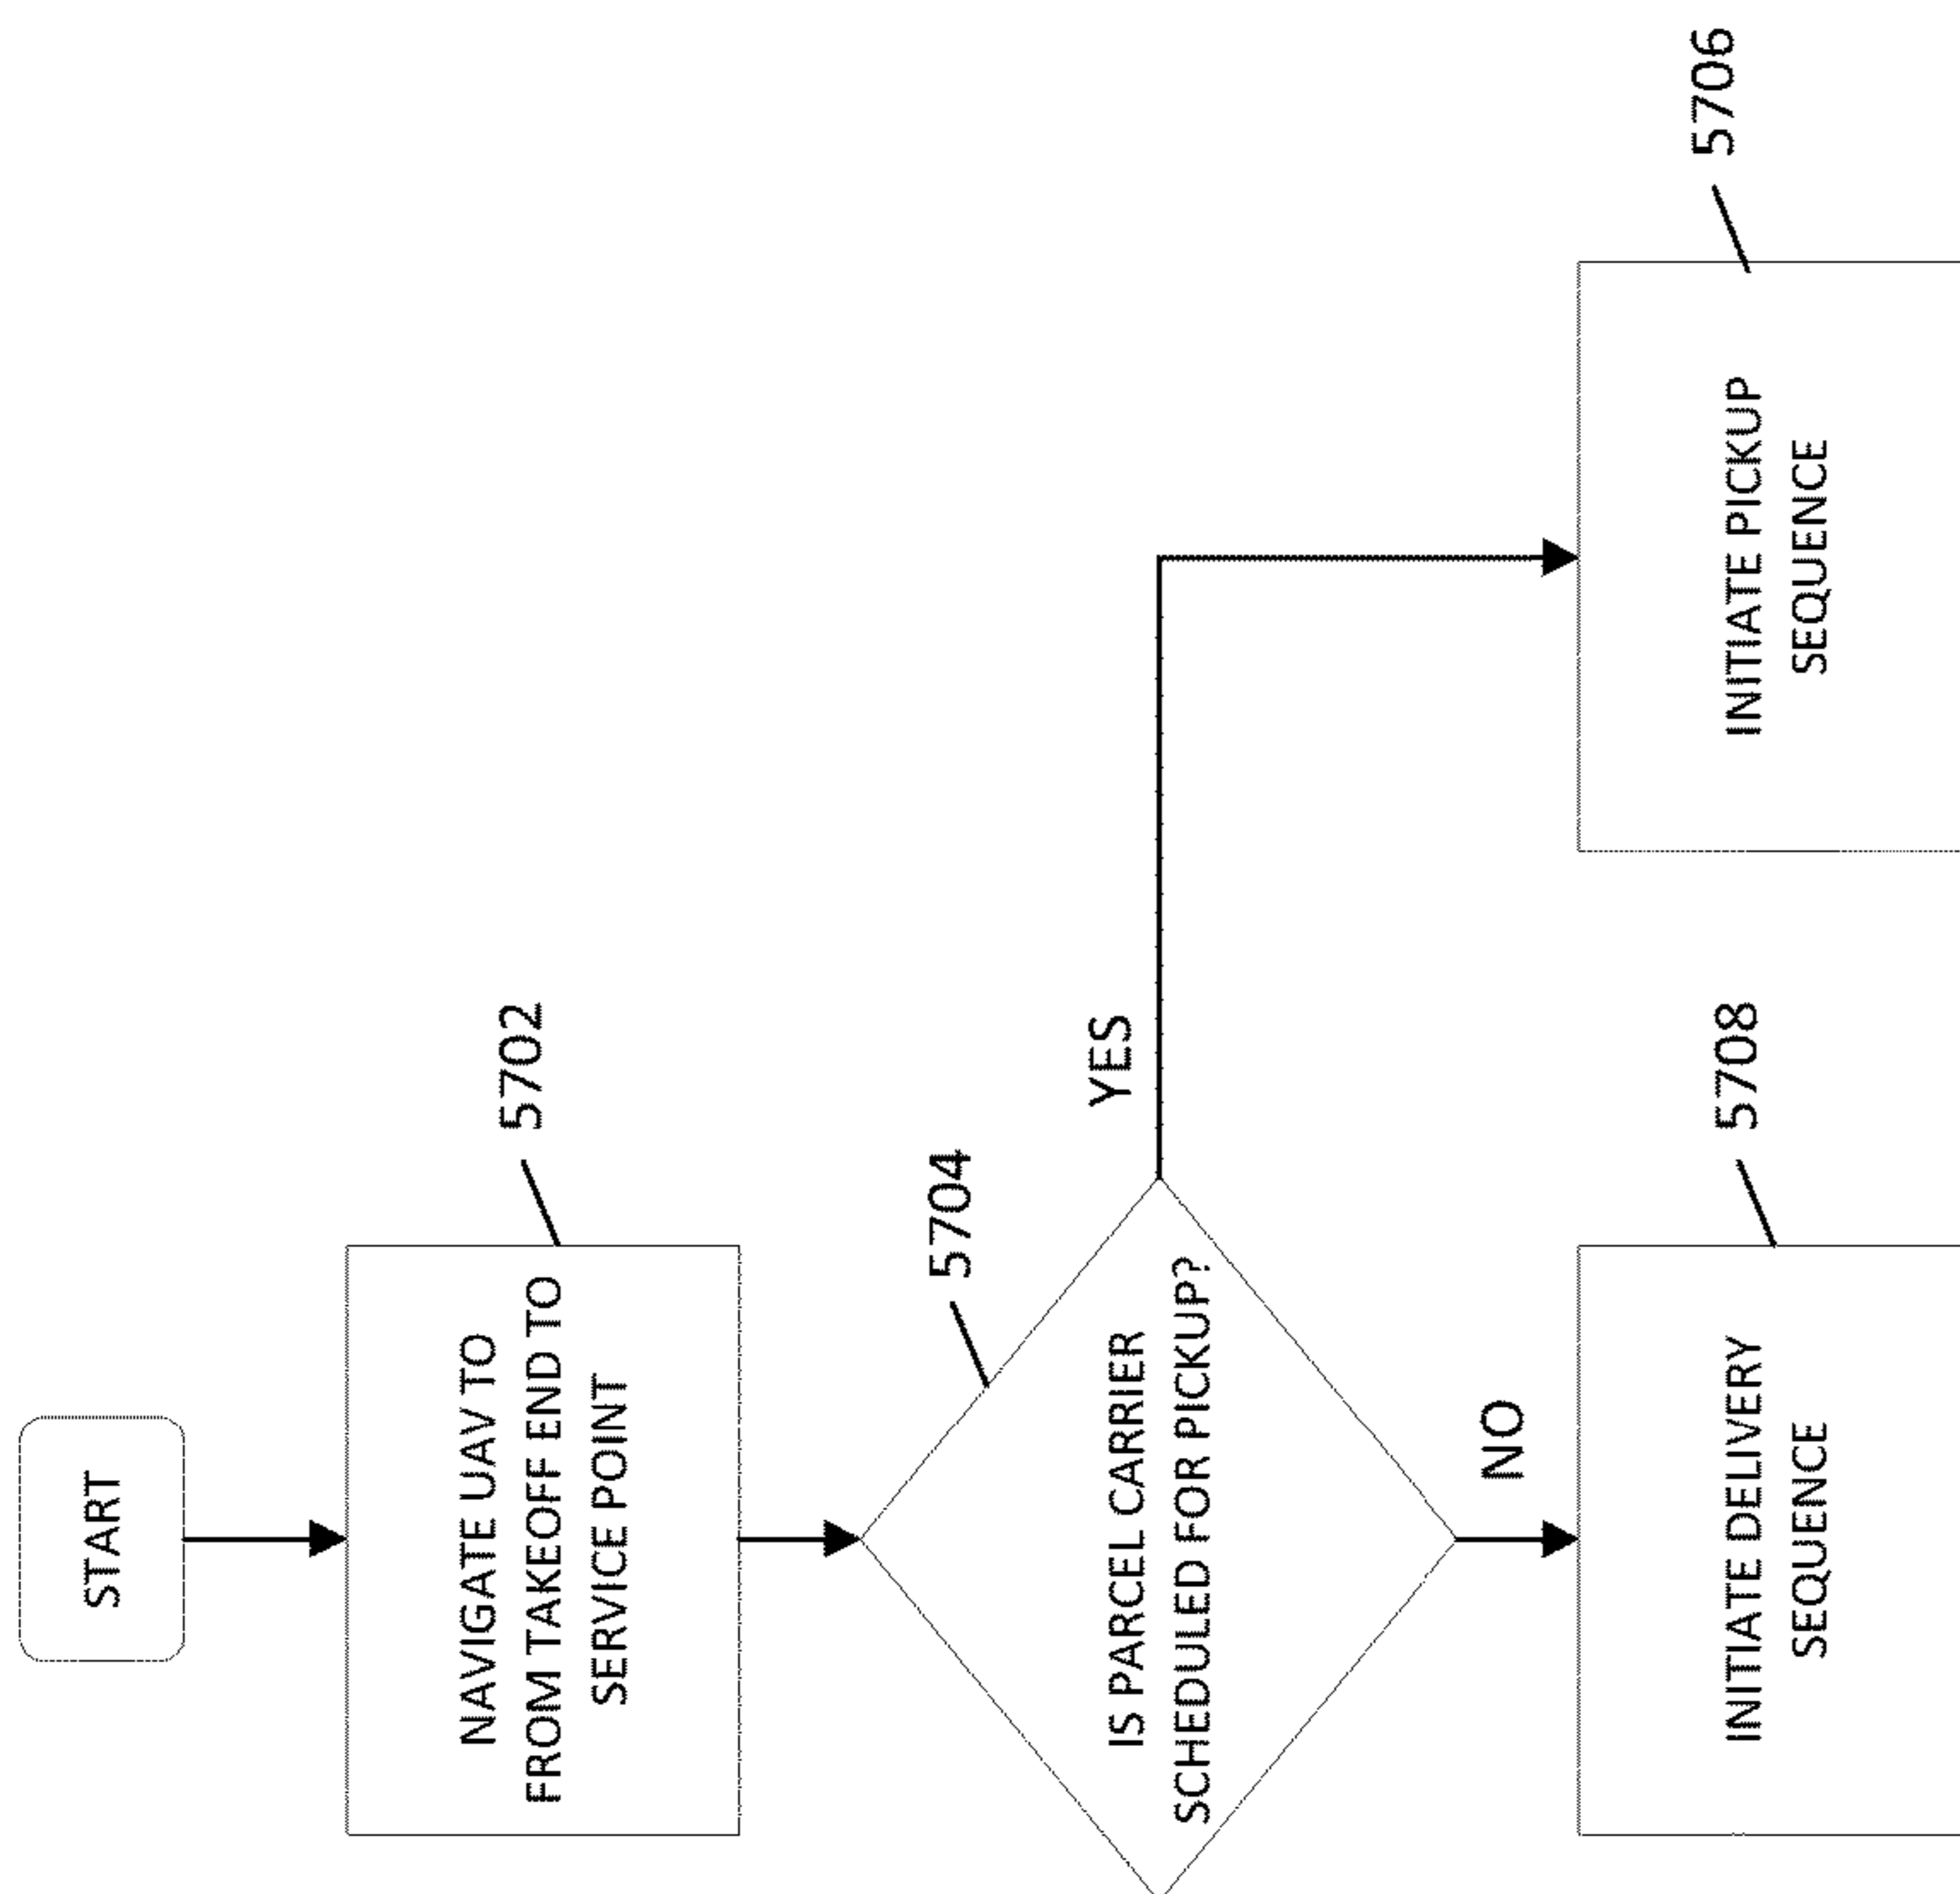 START
NAVIGATE UAV TO
FROM TAKEOFF END TO
SERVICE POINT
5702
5704
IS PARCEL CARRIER
SCHEDULED FOR PICKUP?
YES
NO
INITIATE DELIVERY
SEQUENCE
5708
INITIATE PICKUP
SEQUENCE
5706